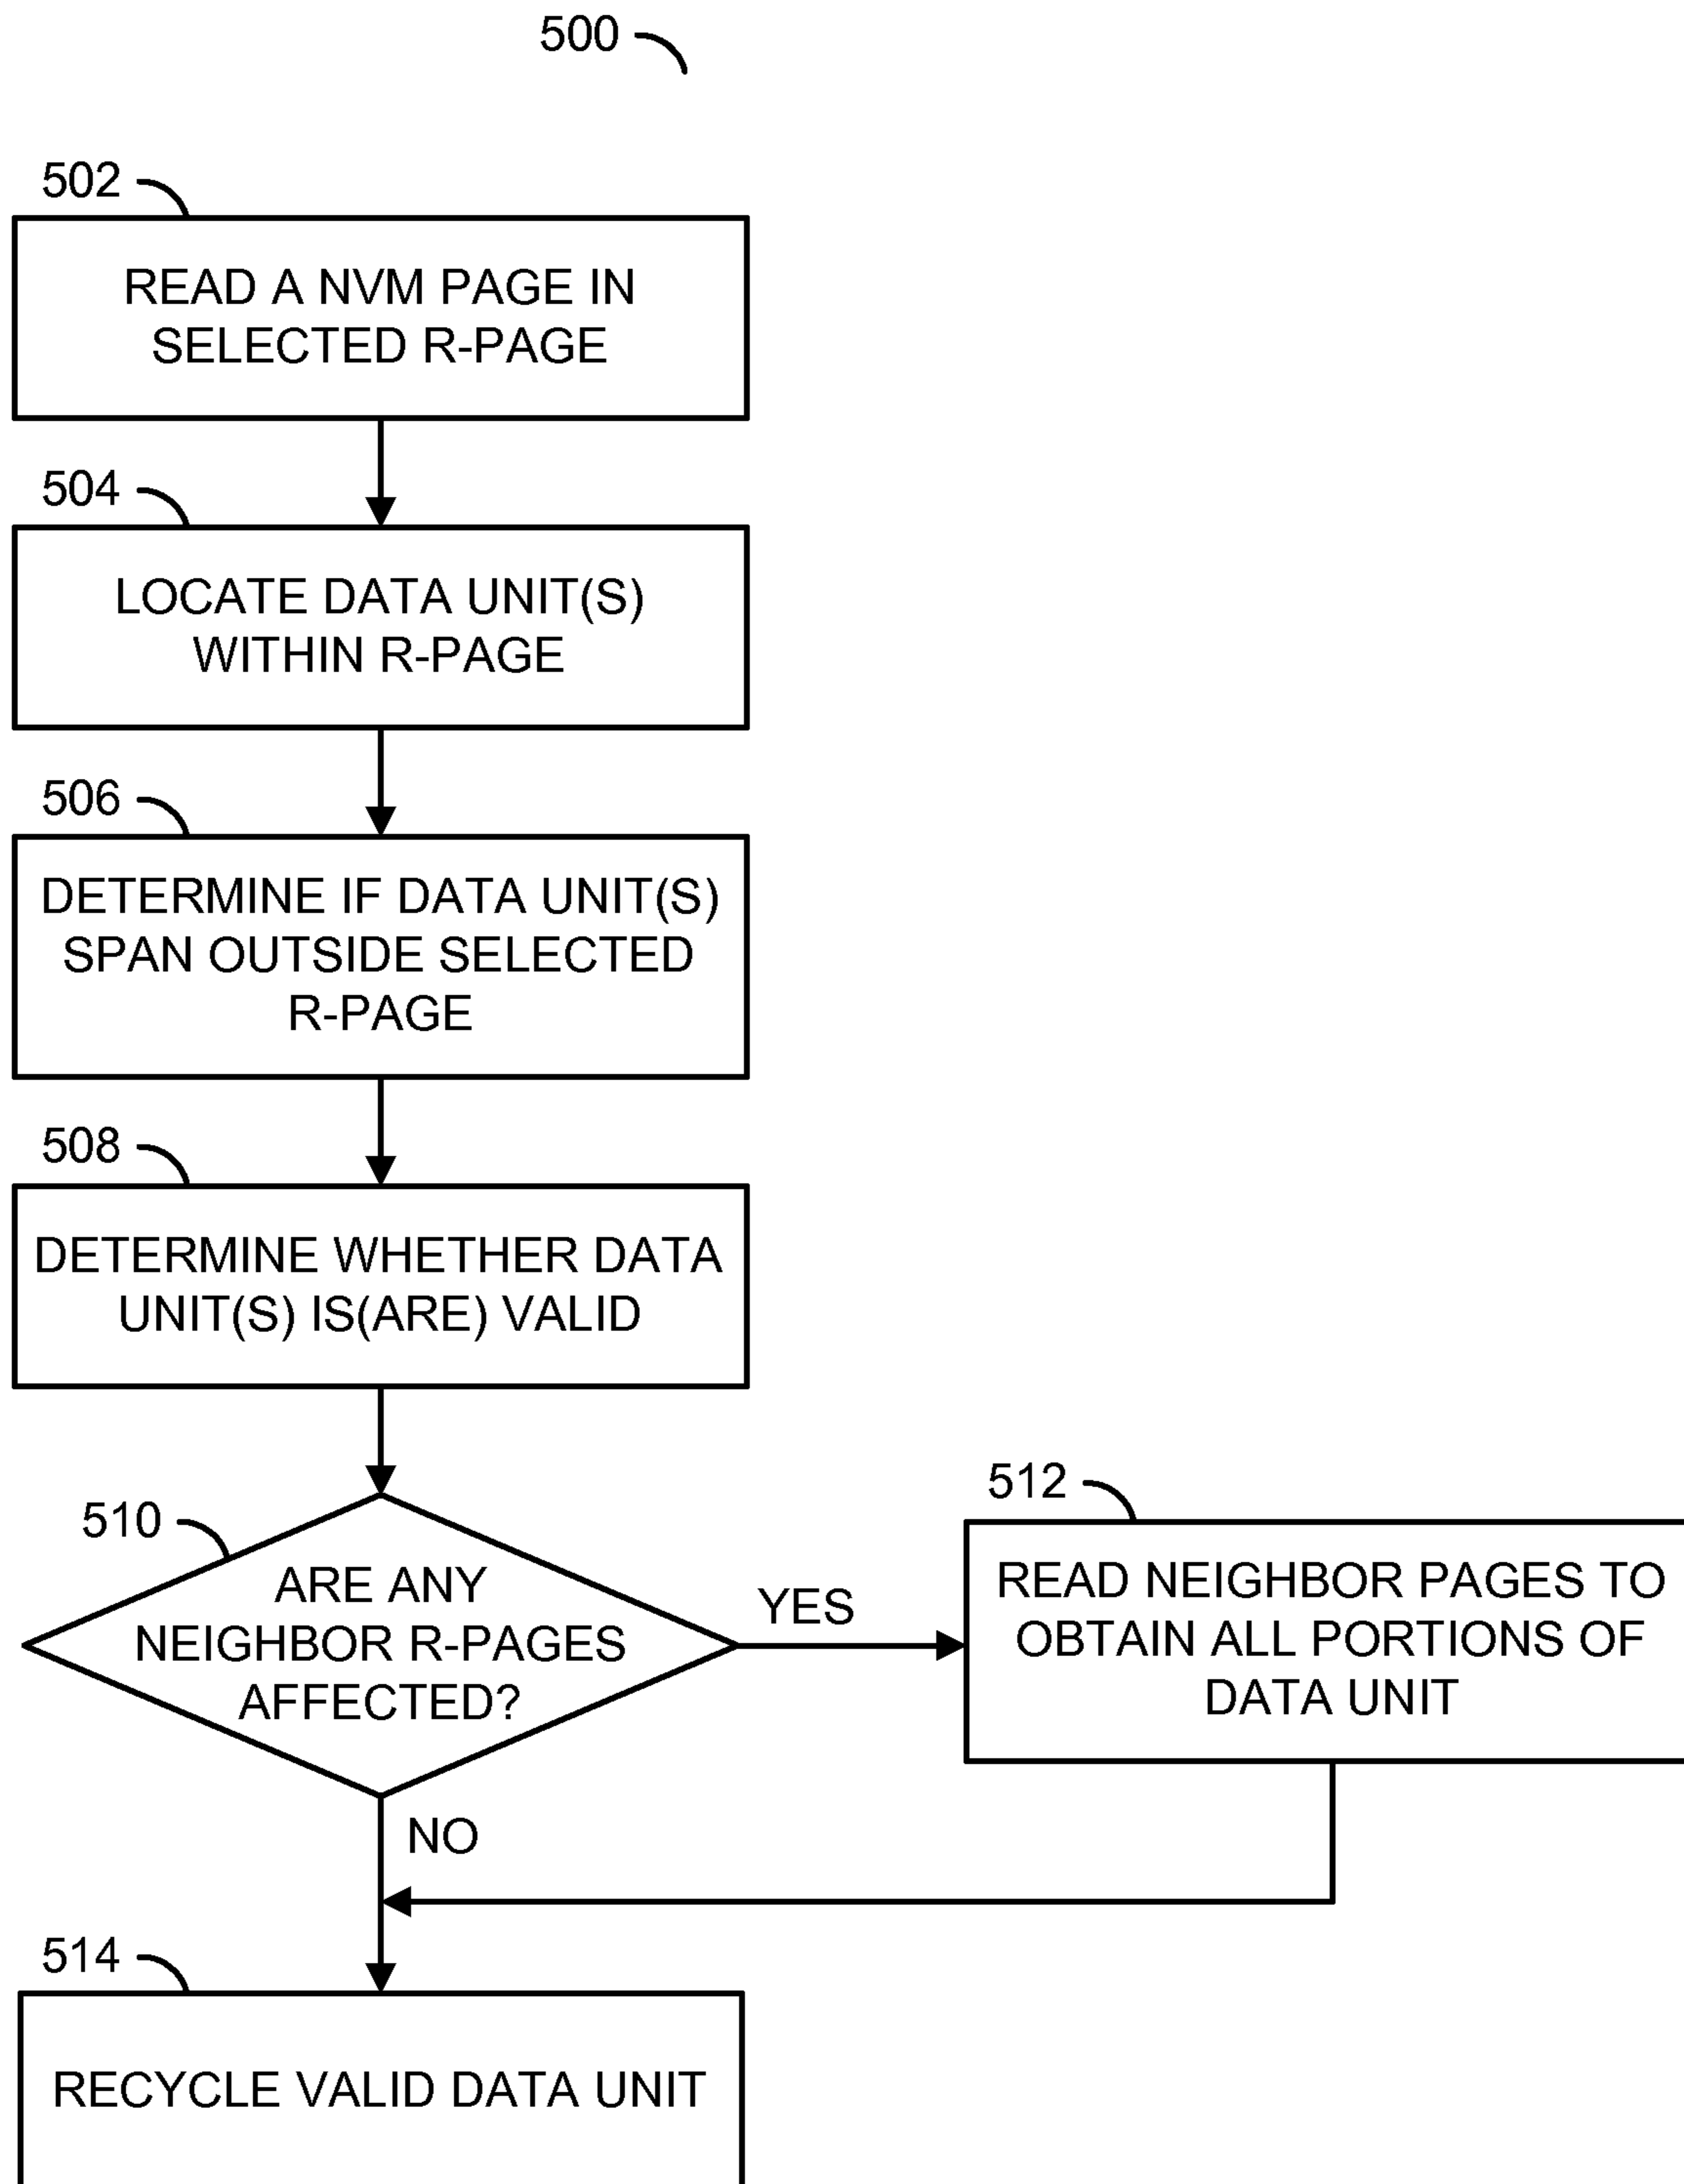 500
502
READ A NVM PAGE IN
SELECTED R-PAGE
504
LOCATE DATA UNIT(S)
WITHIN R-PAGE
506
DETERMINE IF DATA UNIT(S)
SPAN OUTSIDE SELECTED
R-PAGE
508
DETERMINE WHETHER DATA
UNIT(S) IS(ARE) VALID
510
ARE ANY
NEIGHBOR R-PAGES
AFFECTED?
YES
512
READ NEIGHBOR PAGES TO
OBTAIN ALL PORTIONS OF
DATA UNIT
NO
514
RECYCLE VALID DATA UNIT